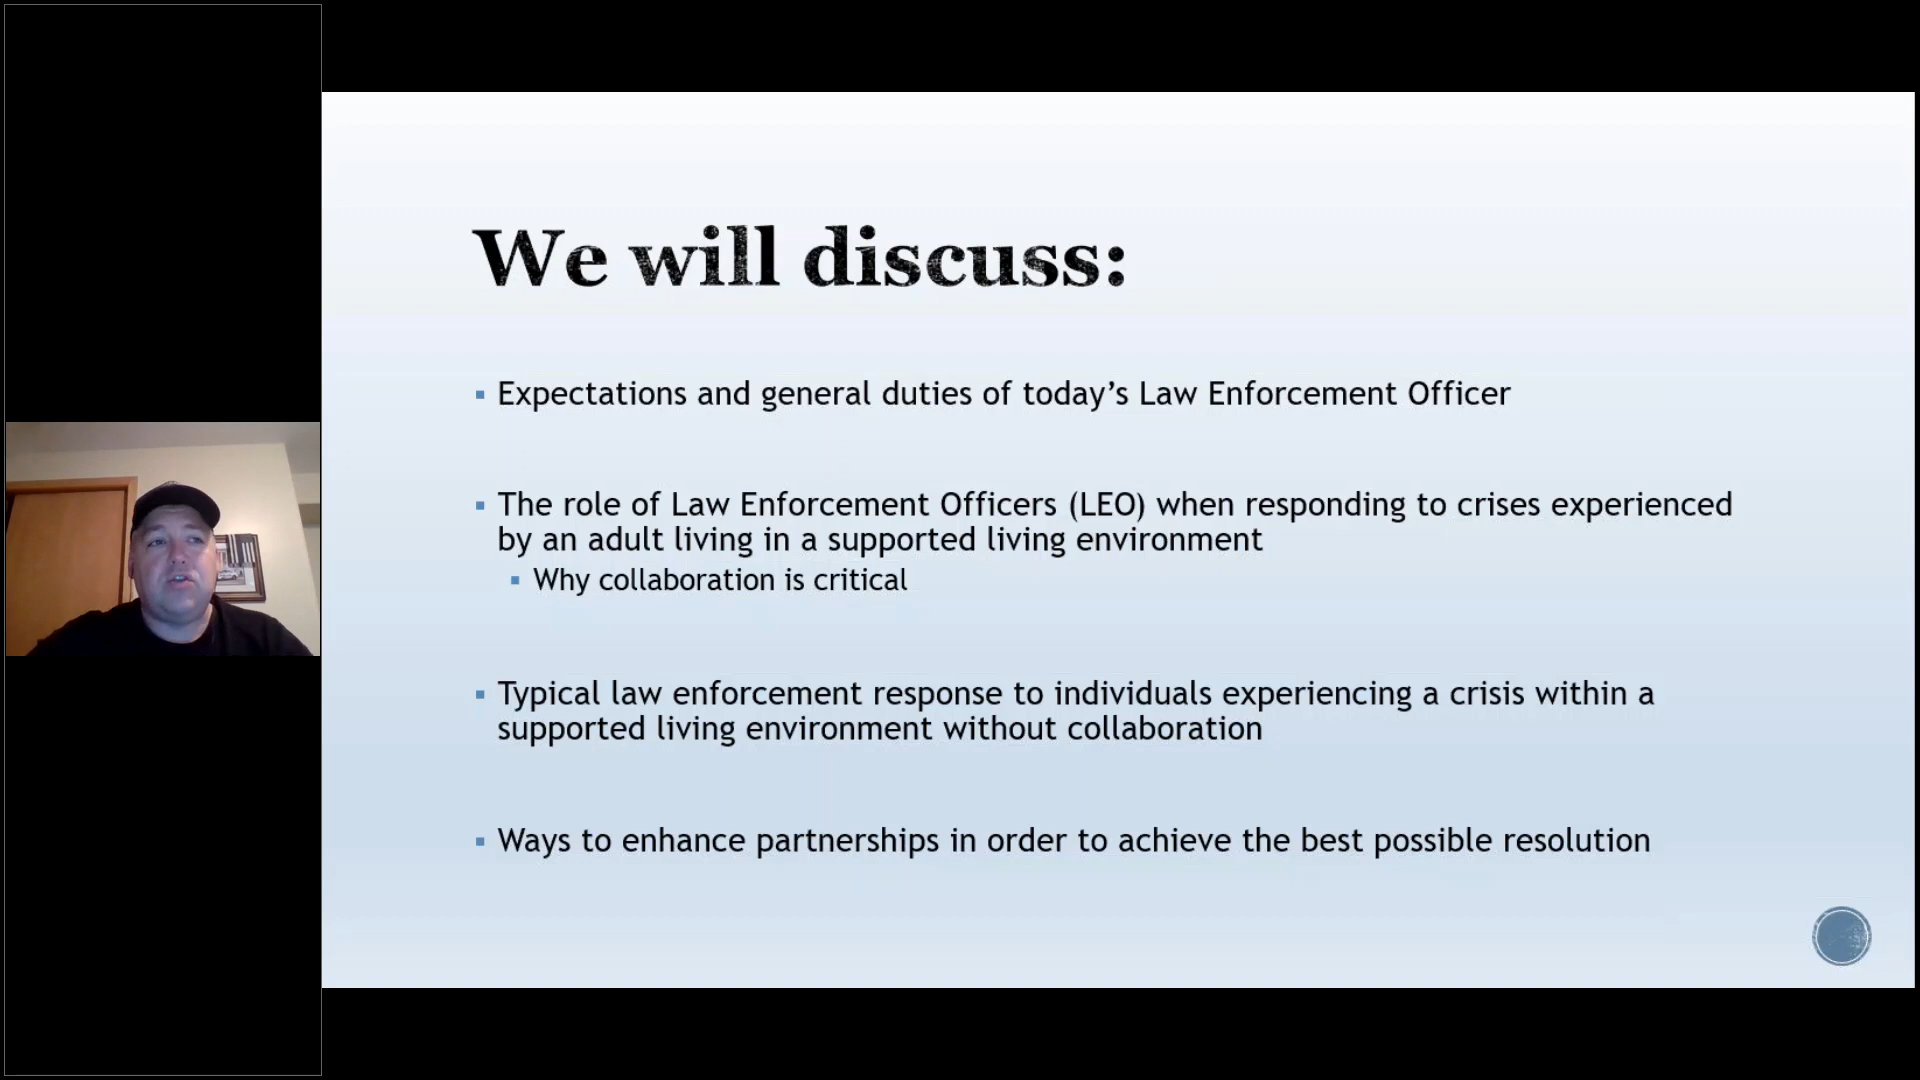 We will discuss:
Expectations and general duties of today’s Law Enforcement Officer
The role of Law Enforcement Officers (LEO) when responding to crises experienced
by an adult living in a supported living environment
Why collaboration is critical
Typical law enforcement response to individuals experiencing a crisis within a
supported living environment without collaboration
Ways to enhance partnerships in order to achieve the best possible resolution